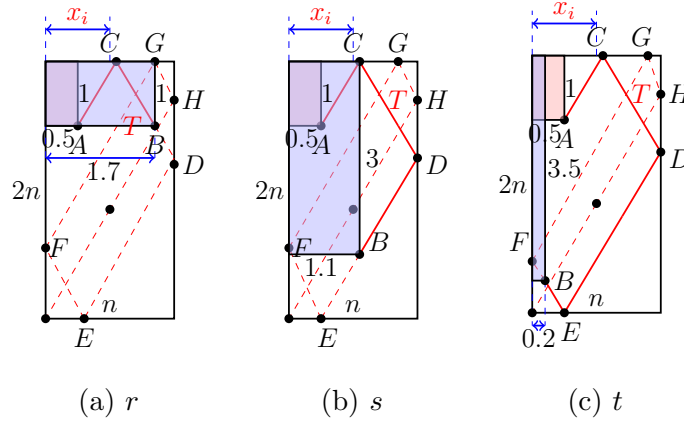 x_i x_i x_i
C G C G C G
1 1 H 1 T H 1 T H
0.5 A T B 0.5 A 0.5 A
1.7 D 3 D 3.5 D
2n 2n 2n
F F B F B
1.1
n n n
E E E
0.2
(a) r (b) s (c) t